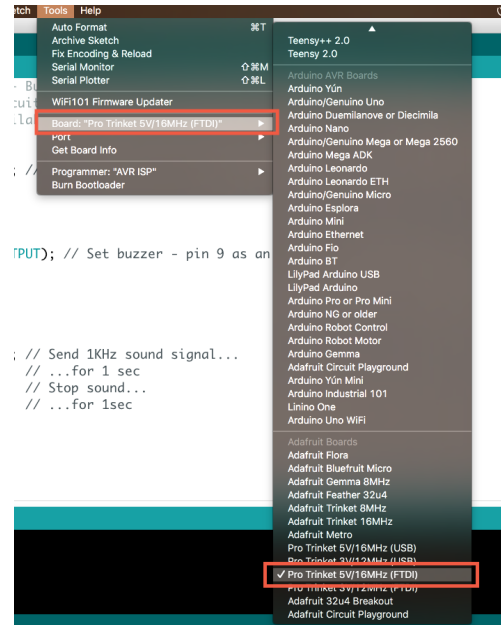 etch Tools Help
Auto Format ⌘T
Archive Sketch
Fix Encoding & Reload
Serial Monitor ⇧⌘M
Serial Plotter ⇧⌘L
WiFi101 Firmware Updater
Board: "Pro Trinket 5V/16MHz (FTDI)"
Port
Get Board Info
Programmer: "AVR ISP"
Burn Bootloader
- Bu
cuit
la
; //
TPUT); // Set buzzer - pin 9 as an
; // Send 1KHz sound signal...
// ...for 1 sec
// Stop sound...
// ...for 1sec
Teensy++ 2.0
Teensy 2.0
Arduino AVR Boards
Arduino Yún
Arduino/Genuino Uno
Arduino Duemilanove or Diecimila
Arduino Nano
Arduino/Genuino Mega or Mega 2560
Arduino Mega ADK
Arduino Leonardo
Arduino Leonardo ETH
Arduino/Genuino Micro
Arduino Esplora
Arduino Mini
Arduino Ethernet
Arduino Fio
Arduino BT
LilyPad Arduino USB
LilyPad Arduino
Arduino Pro or Pro Mini
Arduino NG or older
Arduino Robot Control
Arduino Robot Motor
Arduino Gemma
Adafruit Circuit Playground
Arduino Yún Mini
Arduino Industrial 101
Linino One
Arduino Uno WiFi
Adafruit Boards
Adafruit Flora
Adafruit Bluefruit Micro
Adafruit Gemma 8MHz
Adafruit Feather 32u4
Adafruit Trinket 8MHz
Adafruit Trinket 16MHz
Adafruit Metro
Pro Trinket 5V/16MHz (USB)
Pro Trinket 3V/12MHz (USB)
✓ Pro Trinket 5V/16MHz (FTDI)
Pro Trinket 3V/12MHz (FTDI)
Adafruit 32u4 Breakout
Adafruit Circuit Playground